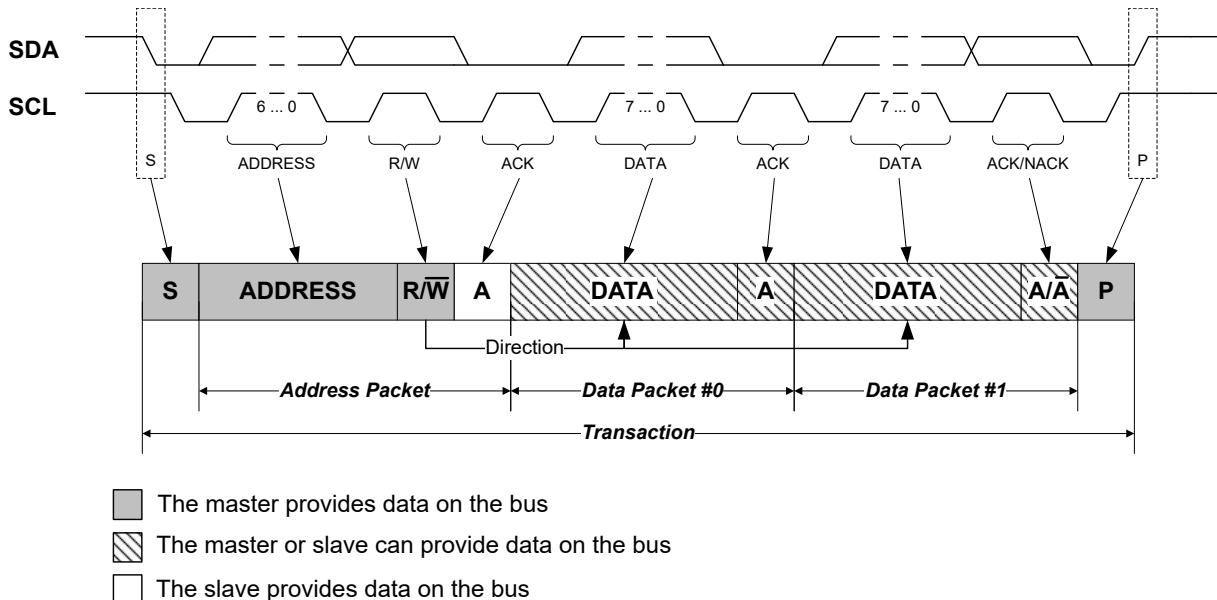 SDA
SCL
6 ... 0
7 ... 0
7 ... 0
S
ADDRESS
R/W
ACK
DATA
ACK
DATA
ACK/NACK
P
S
ADDRESS
R/W̅
A
DATA
A
DATA
A/A̅
P
Direction
Address Packet
Data Packet #0
Data Packet #1
Transaction
The master provides data on the bus
The master or slave can provide data on the bus
The slave provides data on the bus